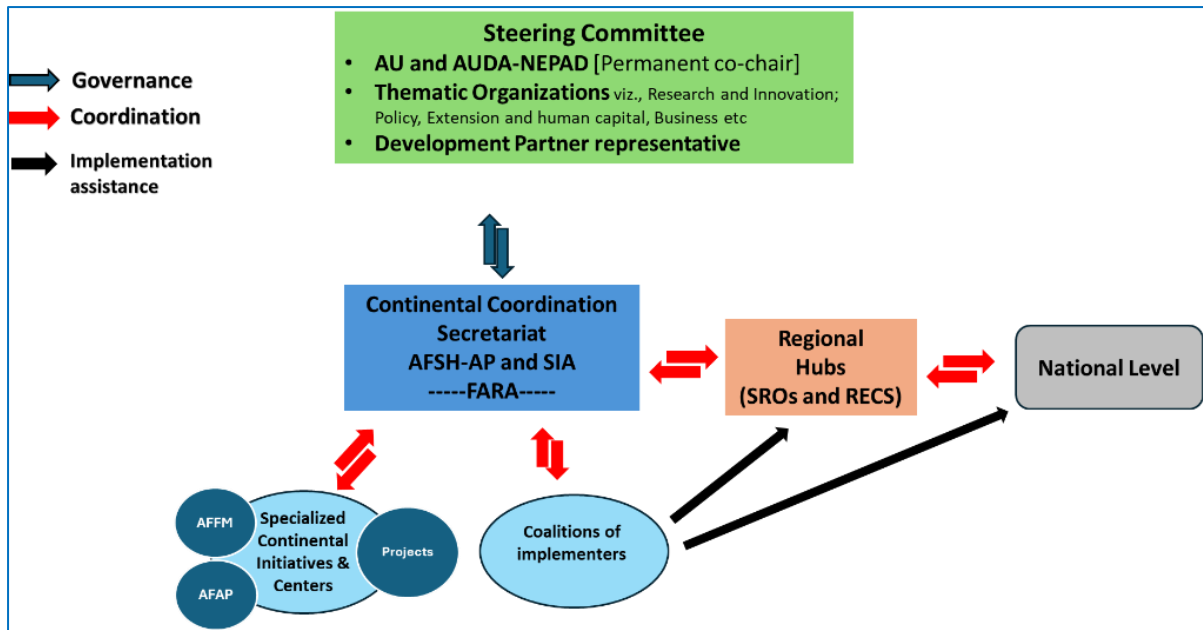 Steering Committee
• AU and AUDA-NEPAD [Permanent co-chair]
• Thematic Organizations viz., Research and Innovation;
Policy, Extension and human capital, Business etc
• Development Partner representative
Governance
Coordination
Implementation
assistance
Continental Coordination
Secretariat
AFSH-AP and SIA
-----FARA-----
Regional
Hubs
(SROs and RECS)
National Level
AFFM
AFAP
Specialized
Continental
Initiatives &
Centers
Projects
Coalitions of
implementers